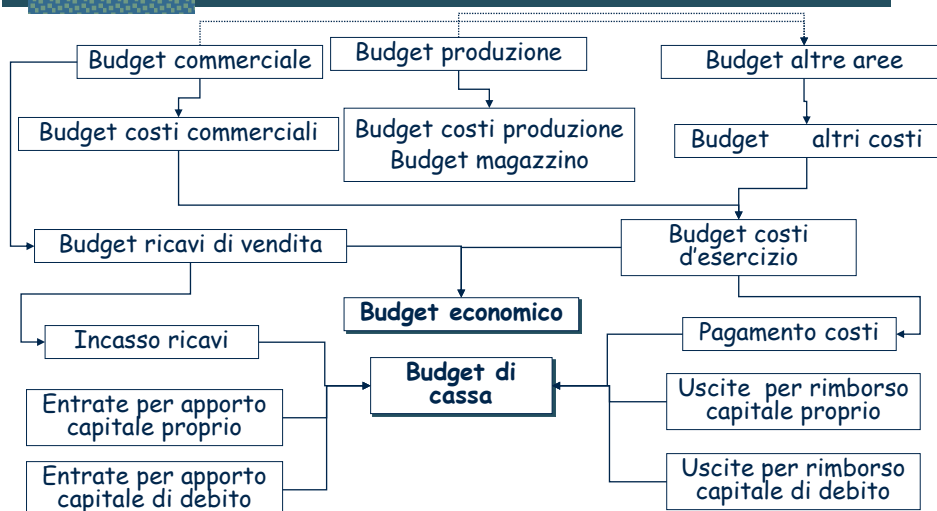 Budget commerciale
Budget produzione
Budget altre aree
Budget costi commerciali
Budget costi produzione
Budget magazzino
Budget altri costi
Budget ricavi di vendita
Budget costi
d'esercizio
Budget economico
Incasso ricavi
Pagamento costi
Budget di
cassa
Entrate per apporto
capitale proprio
Uscite per rimborso
capitale proprio
Entrate per apporto
capitale di debito
Uscite per rimborso
capitale di debito